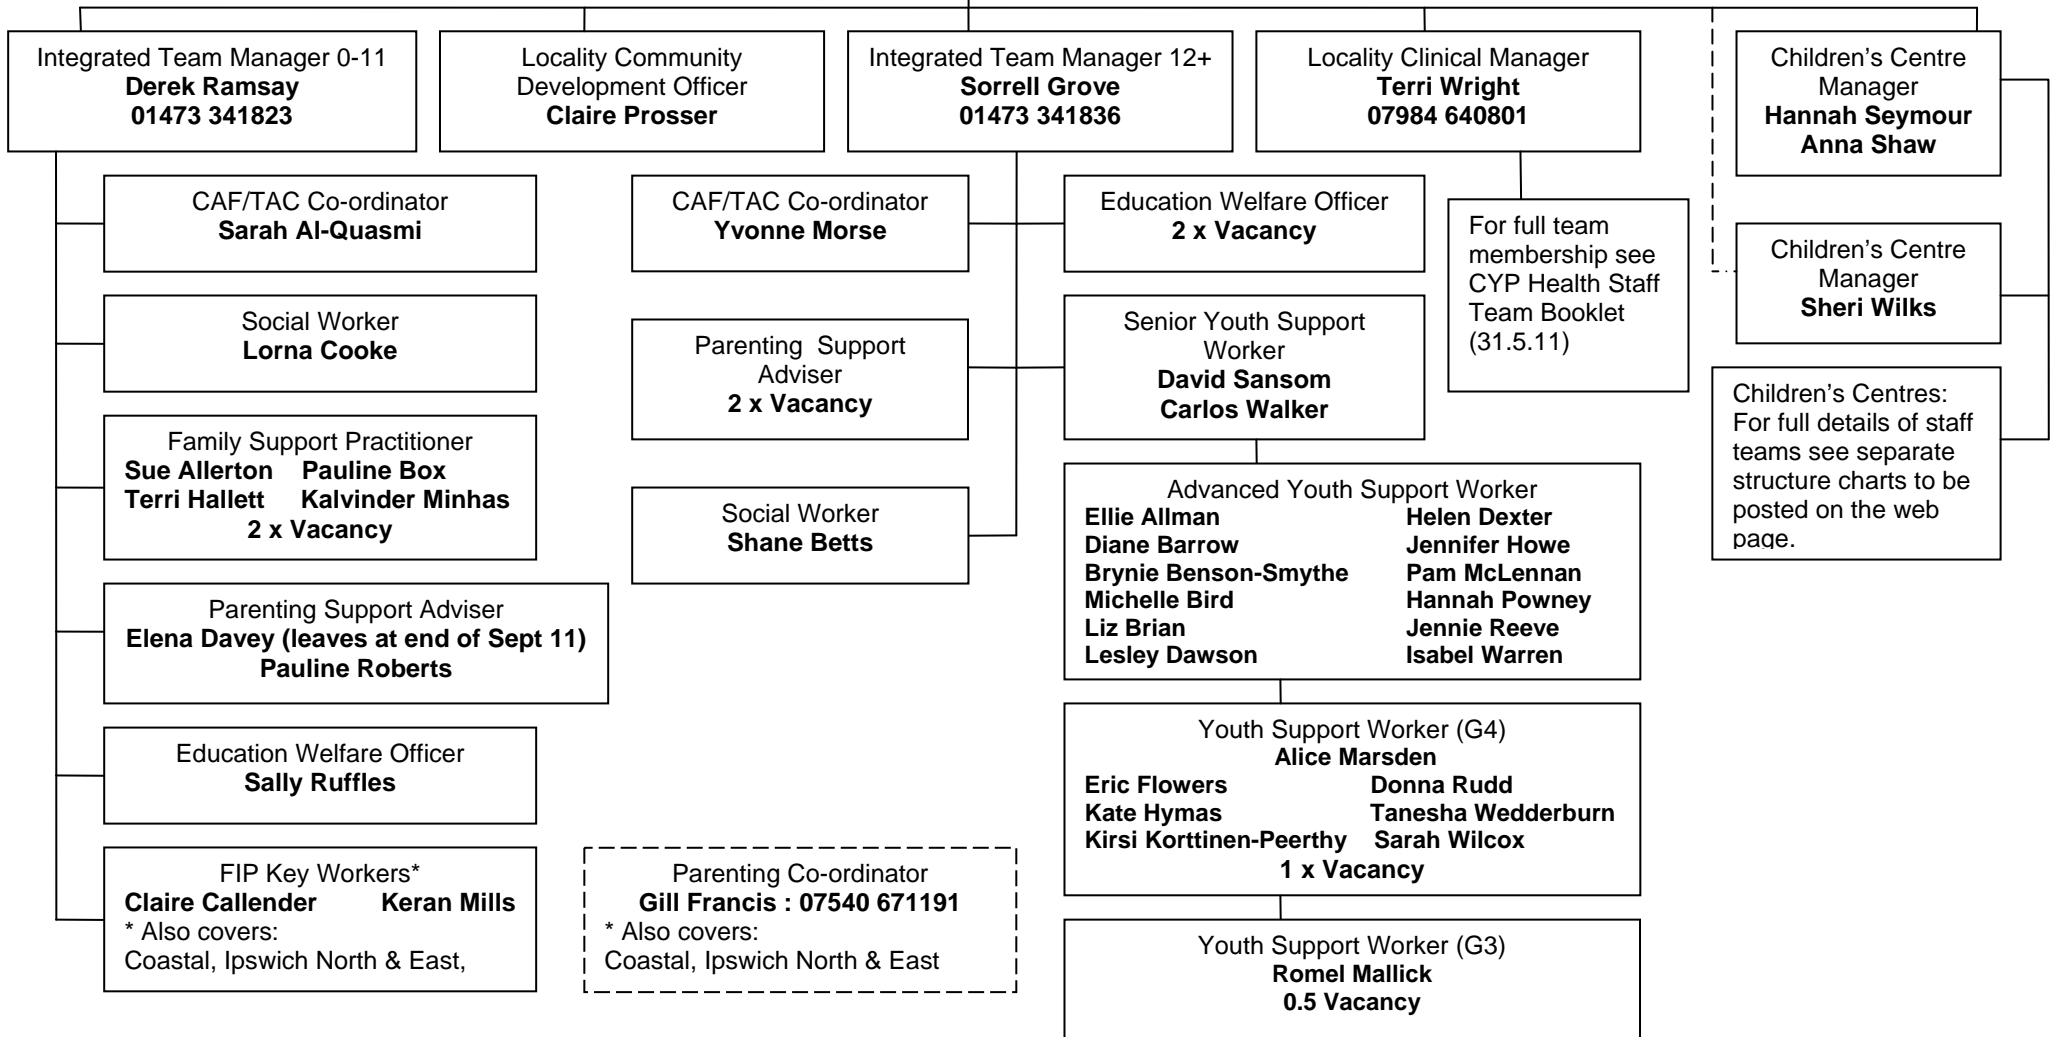 Integrated Team Manager 0-11
Derek Ramsay
01473 341823
Locality Community
Development Officer
Claire Prosser
Integrated Team Manager 12+
Sorrell Grove
01473 341836
Locality Clinical Manager
Terri Wright
07984 640801
Children’s Centre
Manager
Hannah Seymour
Anna Shaw
CAF/TAC Co-ordinator
Sarah Al-Quasmi
Social Worker
Lorna Cooke
Family Support Practitioner
Sue Allerton Pauline Box
Terri Hallett Kalvinder Minhas
2 x Vacancy
Parenting Support Adviser
Elena Davey (leaves at end of Sept 11)
Pauline Roberts
Education Welfare Officer
Sally Ruffles
FIP Key Workers*
Claire Callender Keran Mills
* Also covers:
Coastal, Ipswich North & East,
CAF/TAC Co-ordinator
Yvonne Morse
Parenting Support
Adviser
2 x Vacancy
Social Worker
Shane Betts
Parenting Co-ordinator
Gill Francis : 07540 671191
* Also covers:
Coastal, Ipswich North & East
Education Welfare Officer
2 x Vacancy
Senior Youth Support
Worker
David Sansom
Carlos Walker
Advanced Youth Support Worker
Ellie Allman Helen Dexter
Diane Barrow Jennifer Howe
Brynie Benson-Smythe Pam McLennan
Michelle Bird Hannah Powney
Liz Brian Jennie Reeve
Lesley Dawson Isabel Warren
Youth Support Worker (G4)
Alice Marsden
Eric Flowers Donna Rudd
Kate Hymas Tanesha Wedderburn
Kirsi Korttinen-Peerthy Sarah Wilcox
1 x Vacancy
Youth Support Worker (G3)
Romel Mallick
0.5 Vacancy
For full team
membership see
CYP Health Staff
Team Booklet
(31.5.11)
Children’s Centre
Manager
Sheri Wilks
Children’s Centres:
For full details of staff
teams see separate
structure charts to be
posted on the web
page.